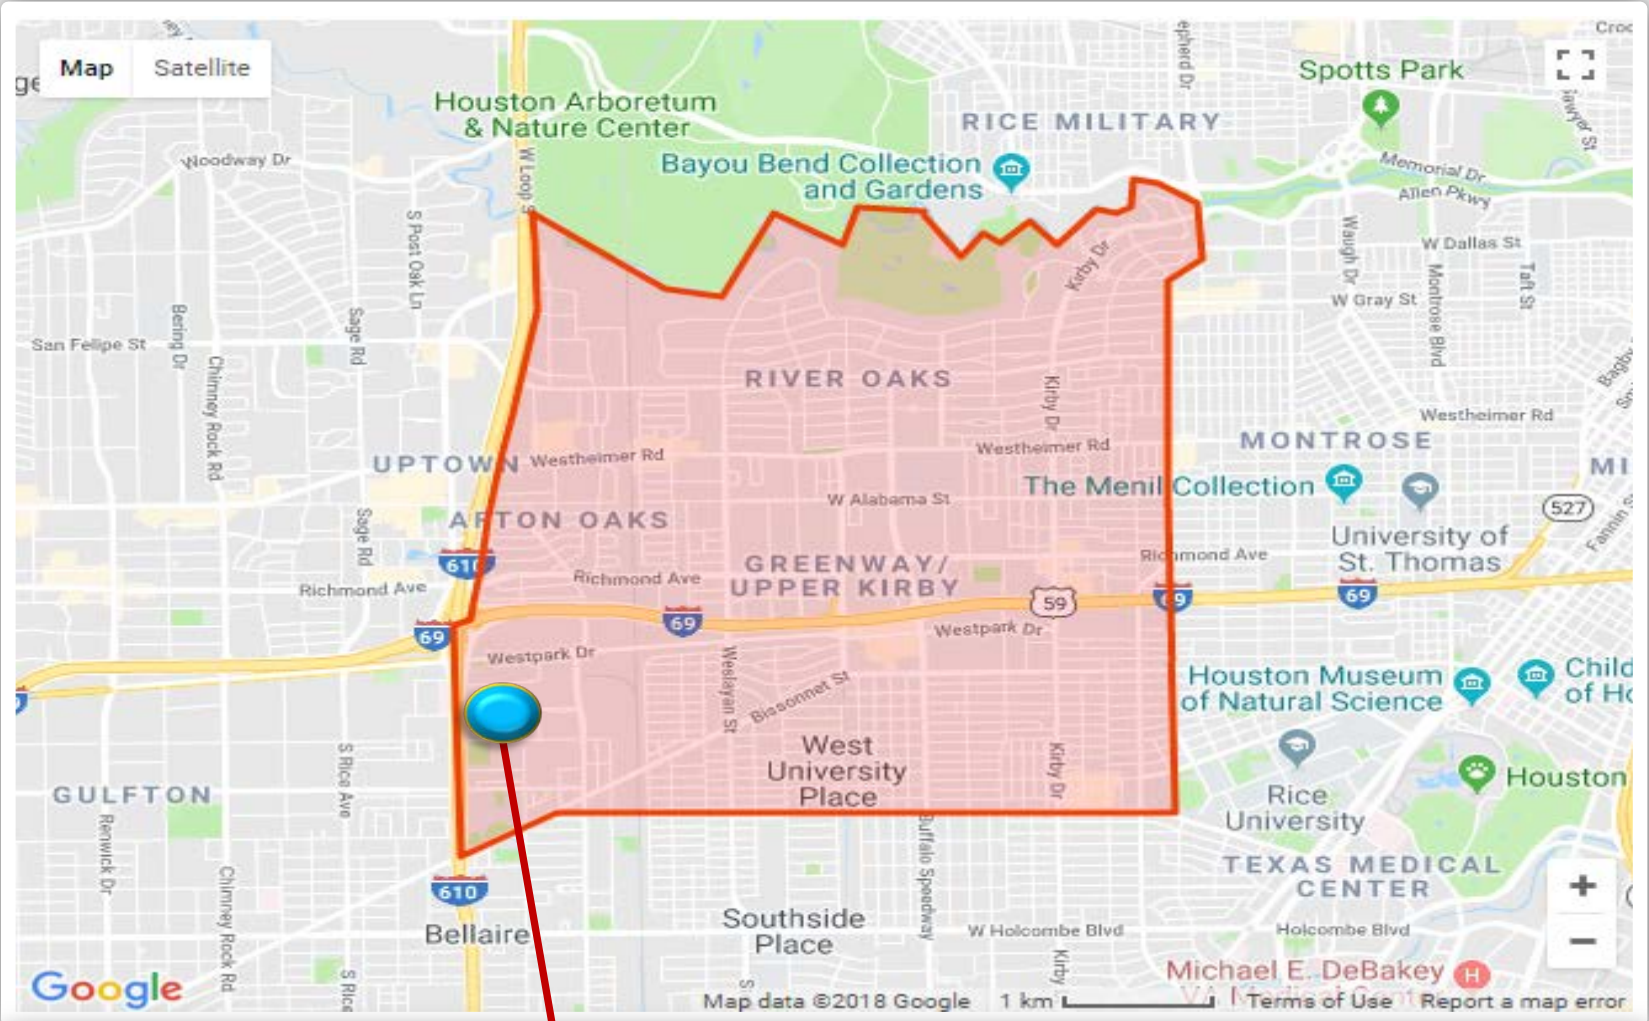 Map
Satellite
Houston Arboretum
& Nature Center
Spotts Park
RICE MILITARY
Bayou Bend Collection
and Gardens
Woodway Dr
W Loop S
Memorial Dr
Allen Pkwy
S Post Oak Ln
Waugh Dr
W Dallas St
Kirby Dr
Montrose Blvd
Taft St
W Gray St
Bering Dr
Sage Rd
San Felipe St
Chimney Rock Rd
RIVER OAKS
Kirby Dr
Westheimer Rd
MONTROSE
Westheimer Rd
UPTOWN
Westheimer Rd
The Menil Collection
W Alabama St
527
Fannin S
Sage Rd
AFTON OAKS
University of
St. Thomas
Richmond Ave
GREENWAY/
UPPER KIRBY
610
Richmond Ave
Richmond Ave
59
69
69
69
69
Westpark Dr
Westpark Dr
Weslayan St
Bissonnet St
Houston Museum
of Natural Science
Child
of Ho
West
University
Place
Kirby Dr
S Rice Ave
GULFTON
Rice
University
Houston
Renwick Dr
Buffalo Speedway
TEXAS MEDICAL
CENTER
610
Chimney Rock Rd
Bellaire
Southside
Place
W Holcombe Blvd
Holcombe Blvd
Kirby
S Rice
Michael E. DeBakey
H
Google
Map data ©2018 Google
1 km
Terms of Use
Report a map error